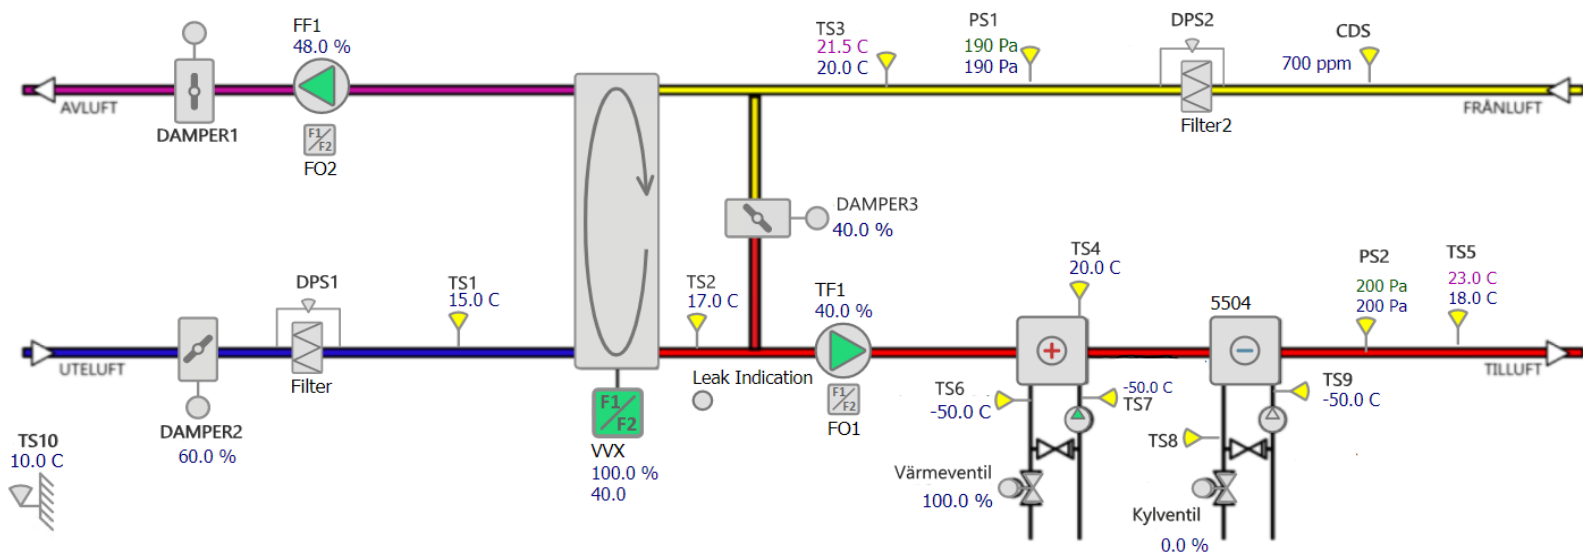 FF1
48.0 %
TS3
21.5 C
20.0 C
PS1
190 Pa
190 Pa
DPS2
CDS
700 ppm
AVLUFT
DAMPER1
F1/F2
FO2
Filter2
FRÅNLUFT
DAMPER3
40.0 %
DPS1
TS1
15.0 C
TS2
17.0 C
TF1
40.0 %
TS4
20.0 C
5504
PS2
200 Pa
200 Pa
TS5
23.0 C
18.0 C
UTELUFT
Filter
Leak Indication
TILLUFT
DAMPER2
60.0 %
F1/F2
VVX
100.0 %
40.0
F1/F2
FO1
TS6
-50.0 C
-50.0 C
TS7
TS9
-50.0 C
TS8
TS10
10.0 C
Värmeventil
100.0 %
Kylventil
0.0 %